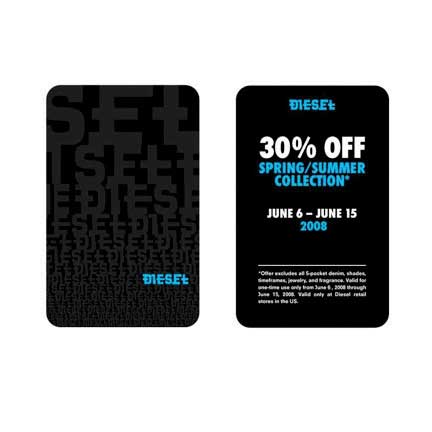 DIESEL
DIESEL
30% OFF
SPRING/SUMMER
COLLECTION*
JUNE 6 – JUNE 15
2008
*Offer excludes all 5-pocket denim, shades,
timeframes, jewelry, and fragrance. Valid for
one-time use only from June 6, 2008 through
June 15, 2008. Valid only at Diesel retail
stores in the US.